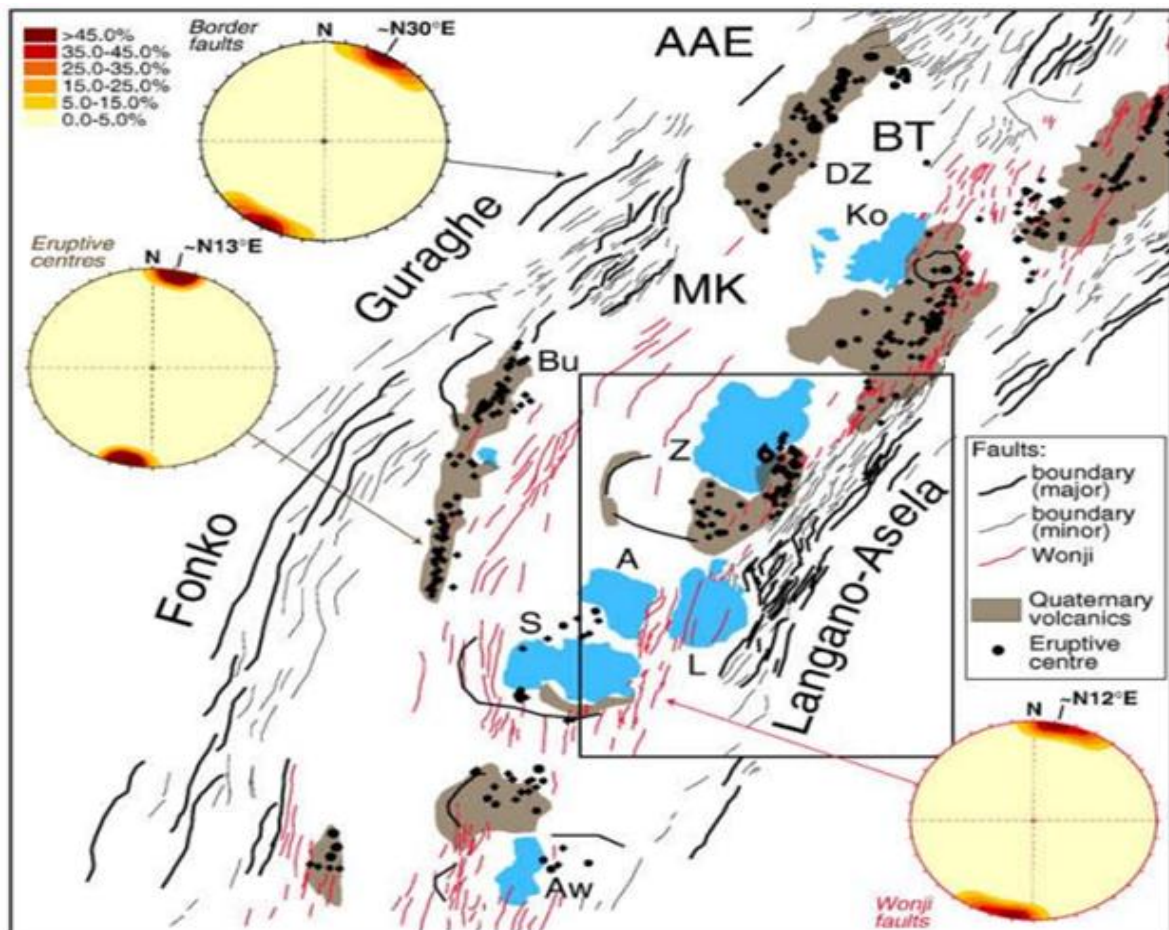 >45.0%
35.0-45.0%
25.0-35.0%
15.0-25.0%
5.0-15.0%
0.0-5.0%
Border
faults
N
~N30°E
AAE
BT
DZ
Ko
Guraghe
Eruptive
centres
N
~N13°E
MK
Bu
Z
Fonko
A
S
L
Langano-Asela
Aw
Faults:
boundary
(major)
boundary
(minor)
Wonji
Quaternary
volcanics
Eruptive
centre
N
~N12°E
Wonji
faults